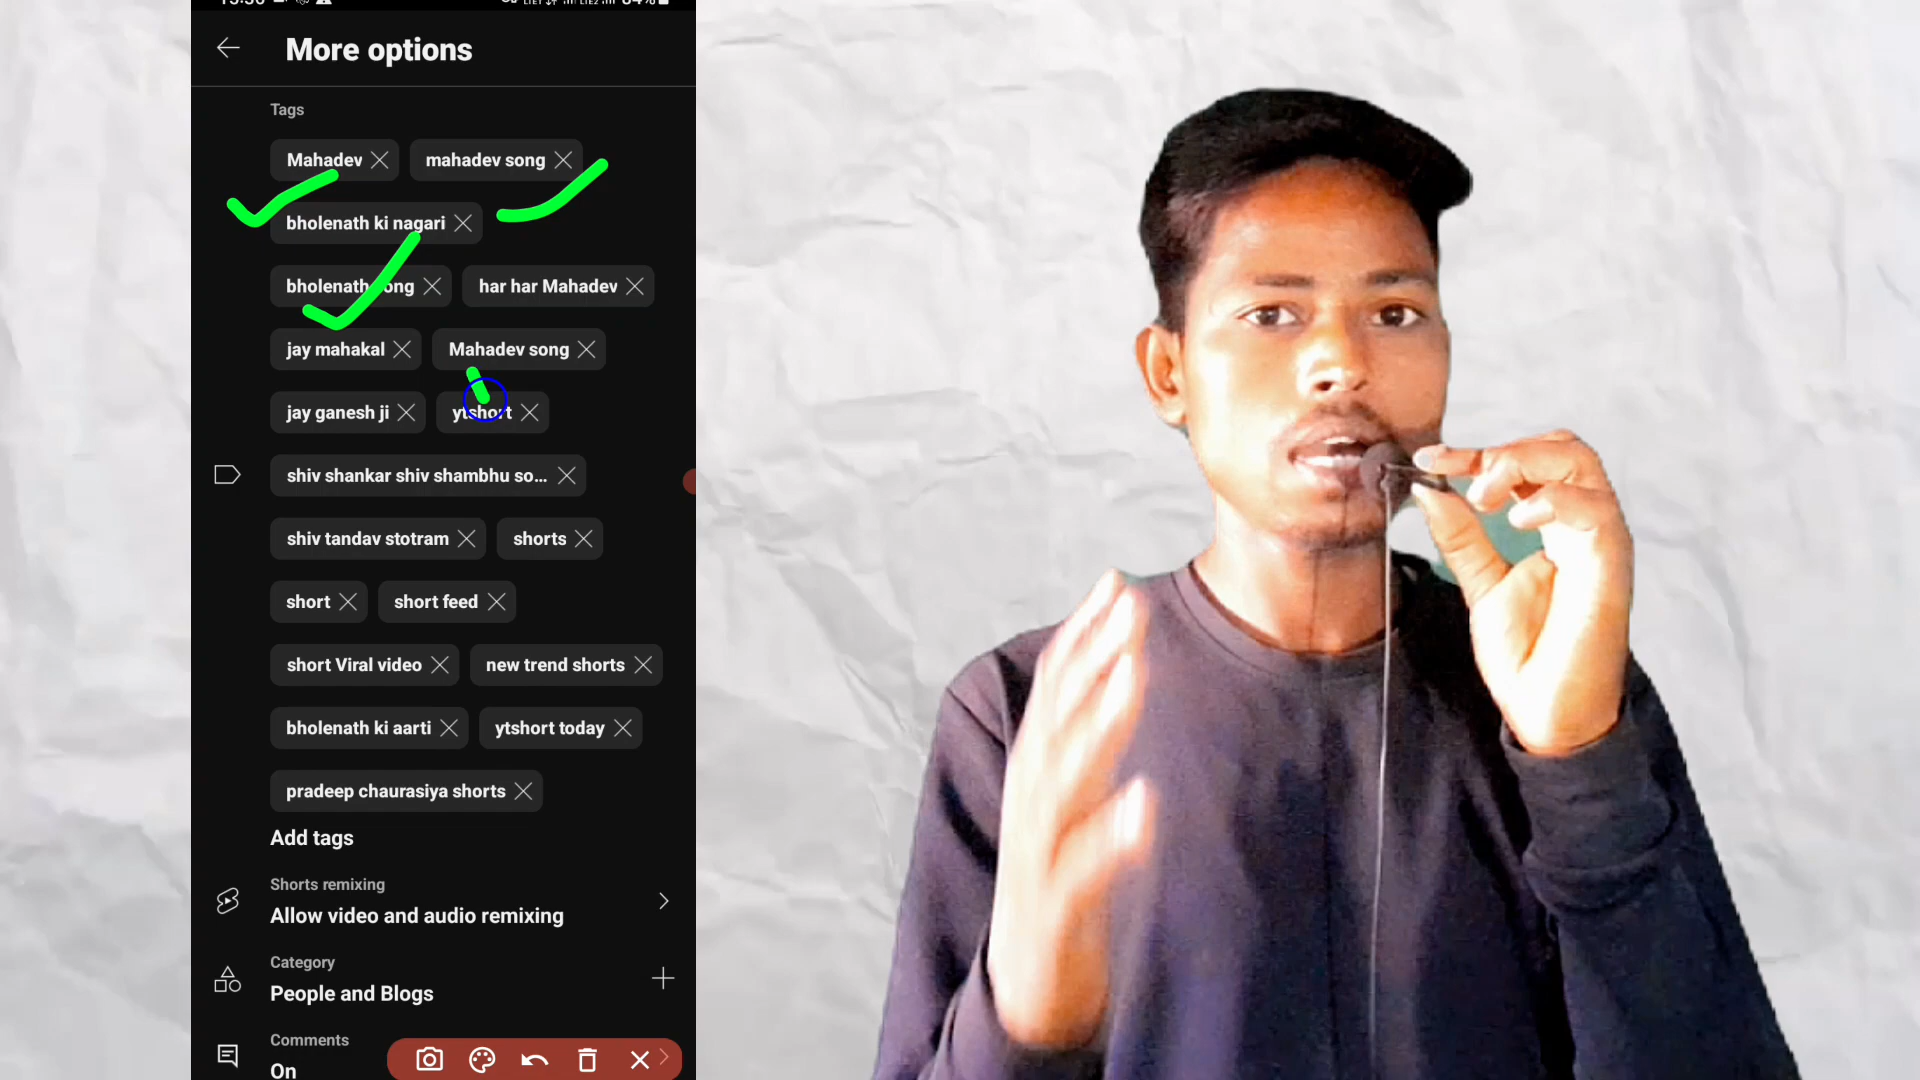 More options
Tags
Mahadev mahadev song
bholenath ki nagari
bholenath song har har Mahadev
jay mahakal Mahadev song
jay ganesh ji ytshort
shiv shankar shiv shambhu so...
shiv tandav stotram shorts
short short feed
short Viral video new trend shorts
bholenath ki aarti ytshort today
pradeep chaurasiya shorts
Add tags
Shorts remixing
Allow video and audio remixing
Category
People and Blogs
Comments
On